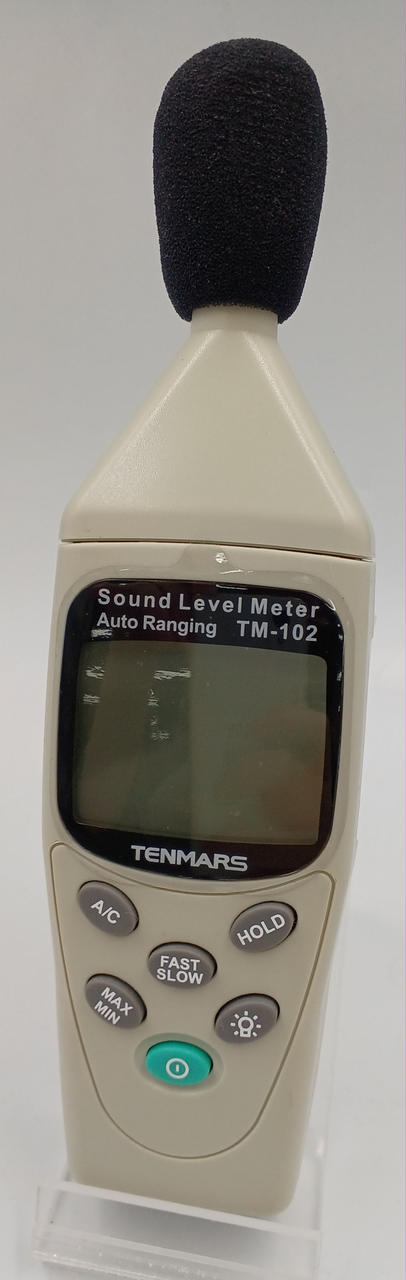 Sound Level Meter
Auto Ranging TM-102
TENMARS
A/C
HOLD
FAST
SLOW
MAX
MIN